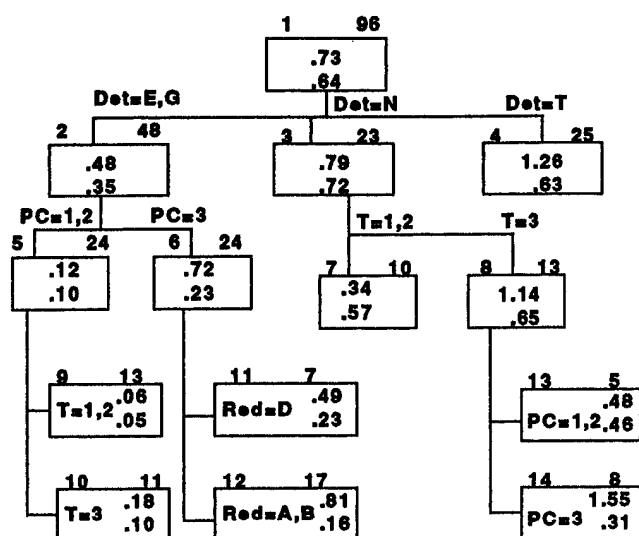 1 96
.73
.64
Det=E,G Det=N Det=T
2 48 3 23 4 25
.48 .79 1.26
.35 .72 .63
PC=1,2 PC=3 T=1,2 T=3
5 24 6 24 7 10 8 13
.12 .72 .34 1.14
.10 .23 .57 .65
9 13 11 7 13 5
.06 .49 .48
T=1,2 .05 Red=D .23 PC=1,2 .46
10 11 12 17 14 8
T=3 .18 Red=A,B .81 PC=3 1.55
.10 .16 .31